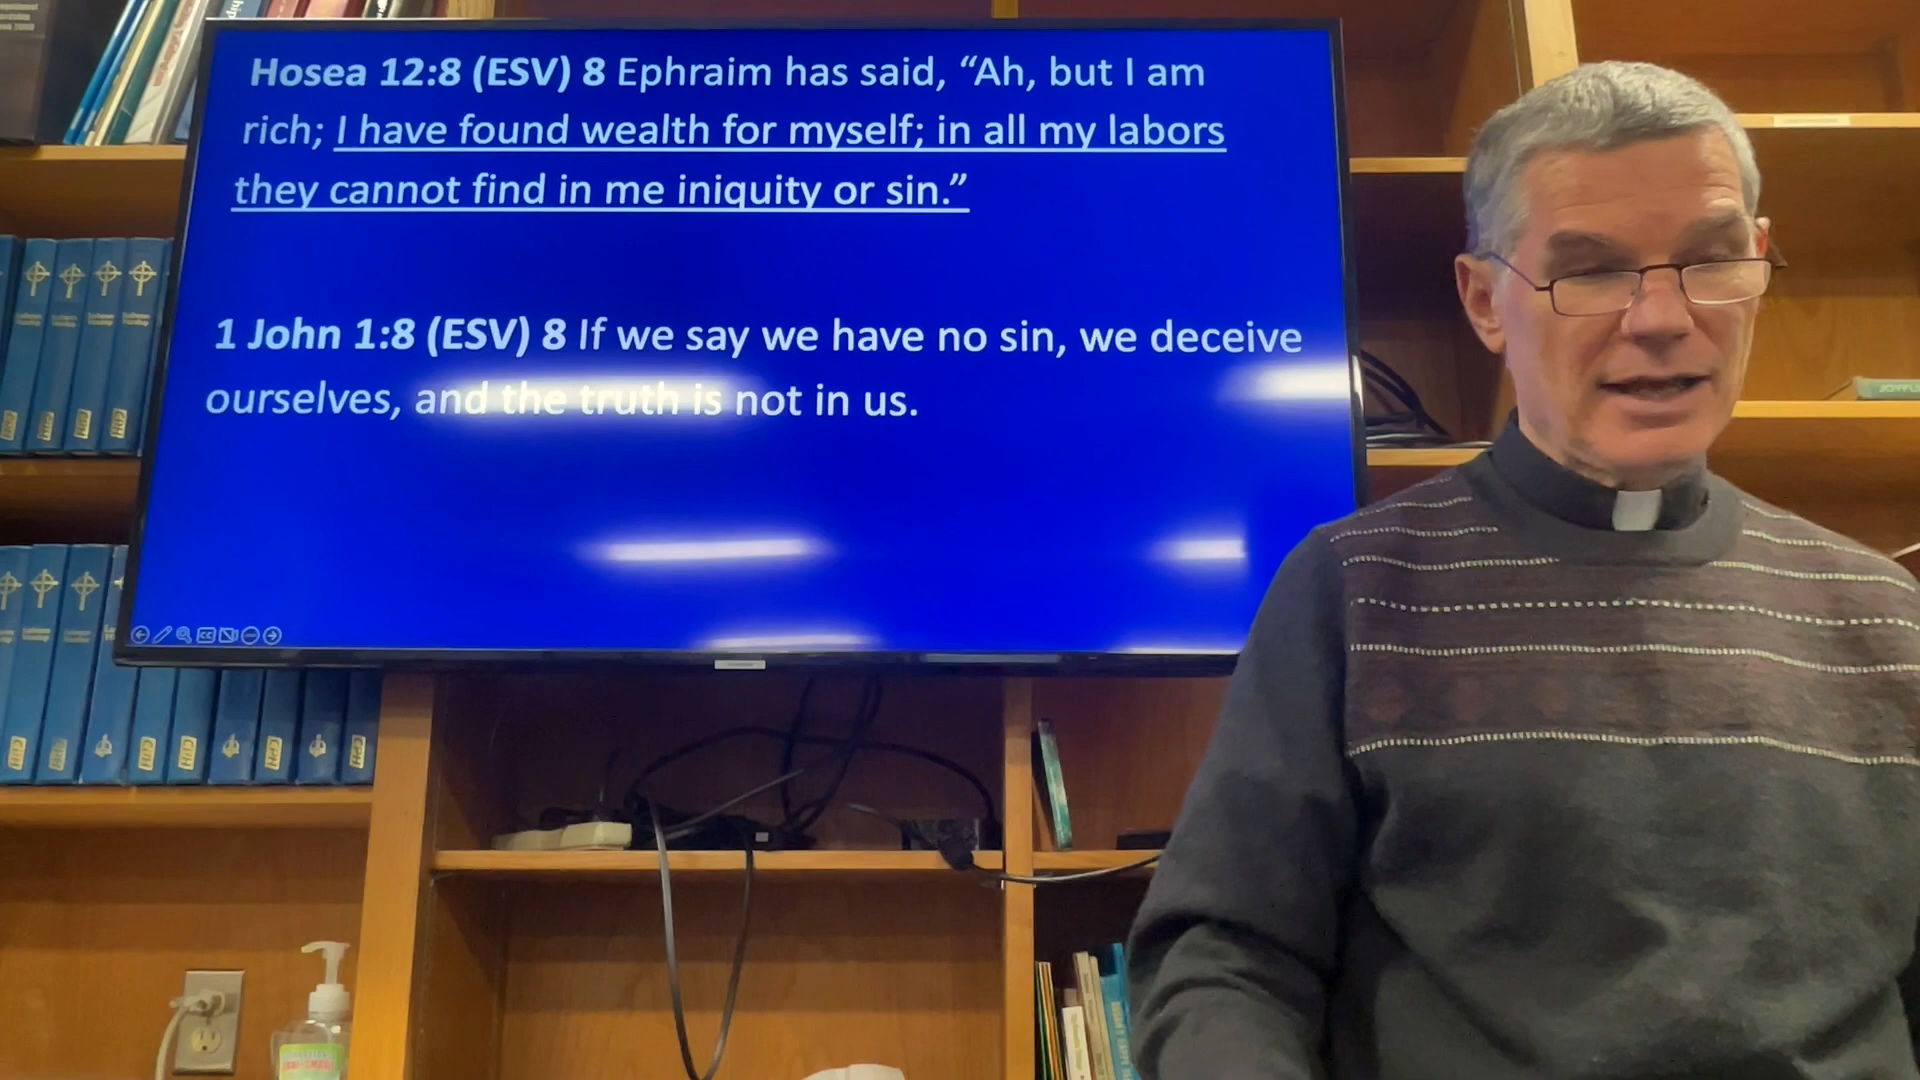 Hosea 12:8 (ESV) 8 Ephraim has said, “Ah, but I am
rich; I have found wealth for myself; in all my labors
they cannot find in me iniquity or sin.”
1 John 1:8 (ESV) 8 If we say we have no sin, we deceive
ourselves, and the truth is not in us.